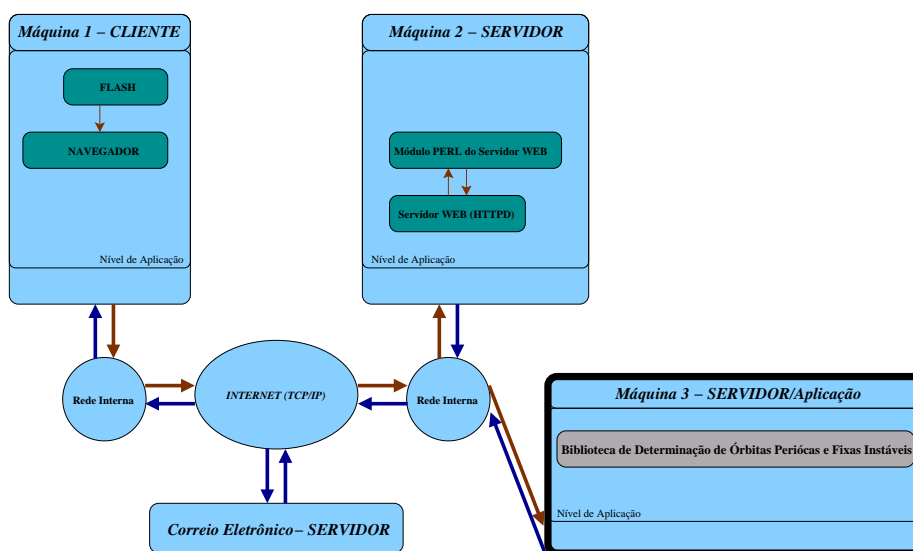 Máquina 1 – CLIENTE
FLASH
NAVEGADOR
Nível de Aplicação
Máquina 2 – SERVIDOR
Módulo PERL do Servidor WEB
Servidor WEB (HTTPD)
Nível de Aplicação
Rede Interna
INTERNET (TCP/IP)
Rede Interna
Máquina 3 – SERVIDOR/Aplicação
Biblioteca de Determinação de Órbitas Periócas e Fixas Instáveis
Nível de Aplicação
Correio Eletrônico – SERVIDOR